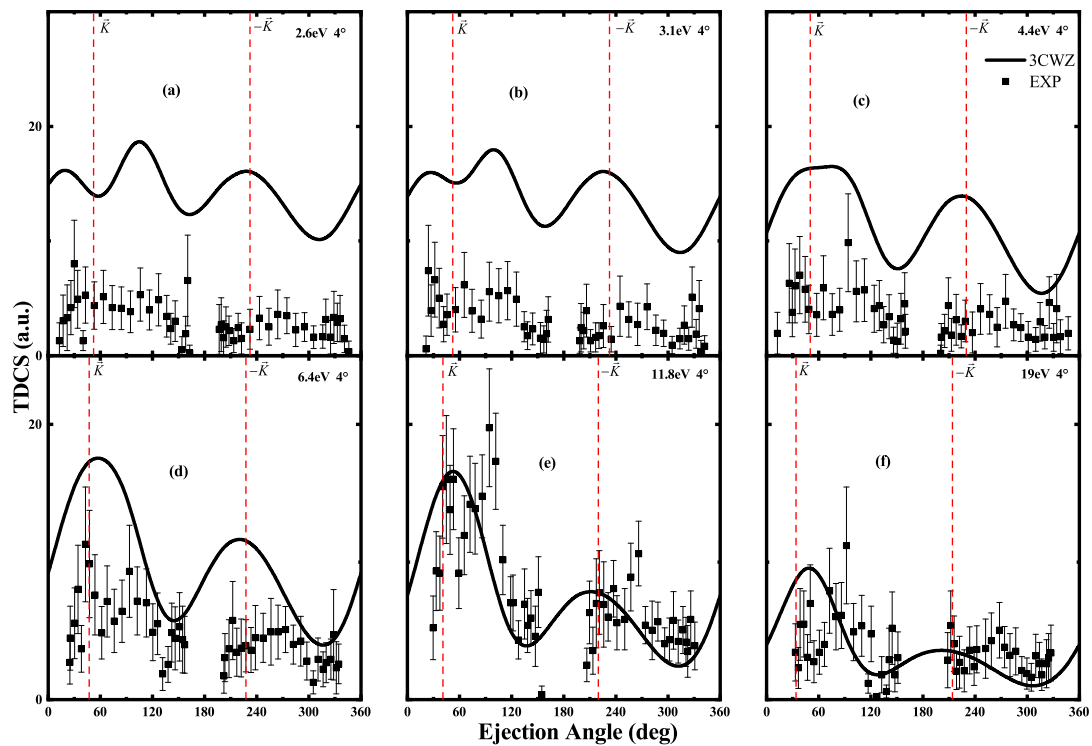 K⃗
−K⃗
2.6eV 4°
(a)
K⃗
−K⃗
3.1eV 4°
(b)
K⃗
−K⃗
4.4eV 4°
(c)
3CWZ
EXP
20
0
TDCS (a.u.)
K⃗
−K⃗
6.4eV 4°
(d)
K⃗
−K⃗
11.8eV 4°
(e)
K⃗
−K⃗
19eV 4°
(f)
20
0
0 60 120 180 240 300 360
0 60 120 180 240 300 360
0 60 120 180 240 300 360
Ejection Angle (deg)